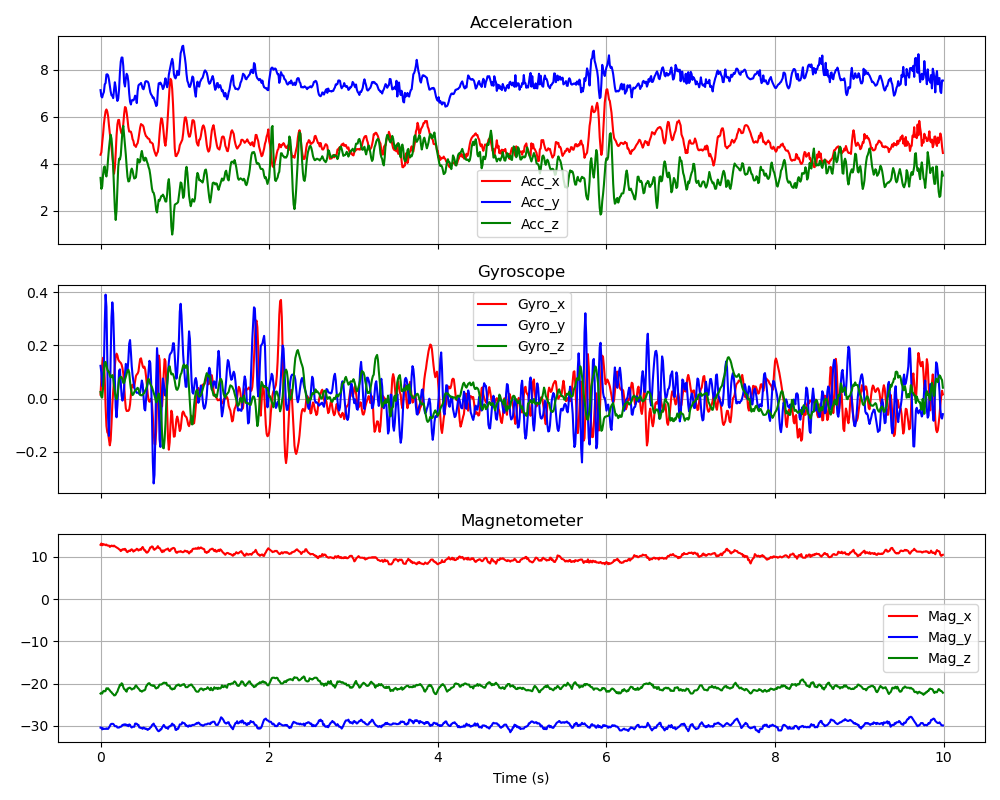 Acceleration
8
6
4
2
Acc_x
Acc_y
Acc_z
Gyroscope
0.4
0.2
0.0
−0.2
Gyro_x
Gyro_y
Gyro_z
Magnetometer
10
0
−10
−20
−30
Mag_x
Mag_y
Mag_z
0 2 4 6 8 10
Time (s)